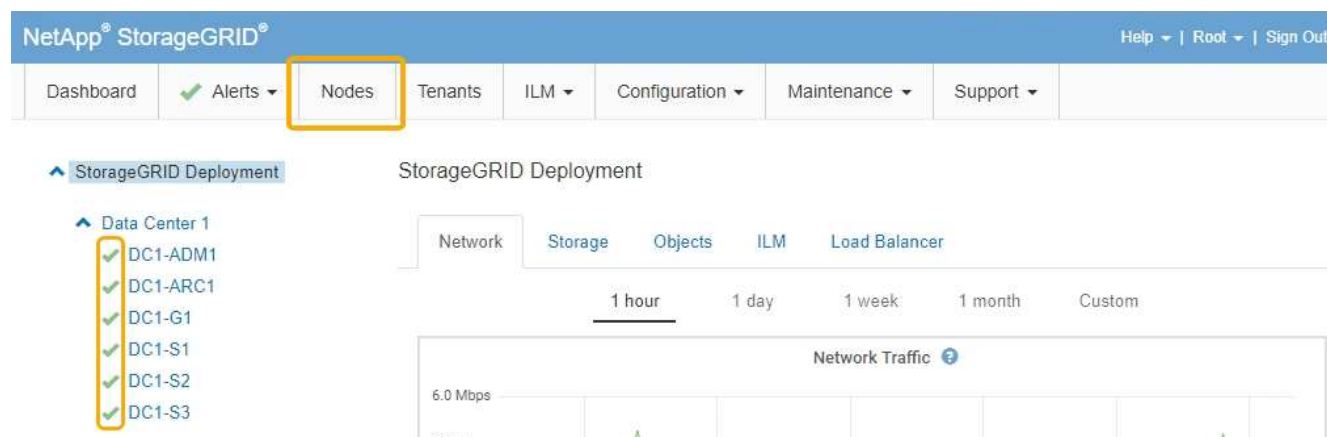 NetApp® StorageGRID®
Help | Root | Sign Out
Dashboard Alerts Nodes Tenants ILM Configuration Maintenance Support
StorageGRID Deployment
StorageGRID Deployment
Data Center 1
Network Storage Objects ILM Load Balancer
DC1-ADM1
DC1-ARC1
1 hour 1 day 1 week 1 month Custom
DC1-G1
DC1-S1
Network Traffic
DC1-S2
6.0 Mbps
DC1-S3